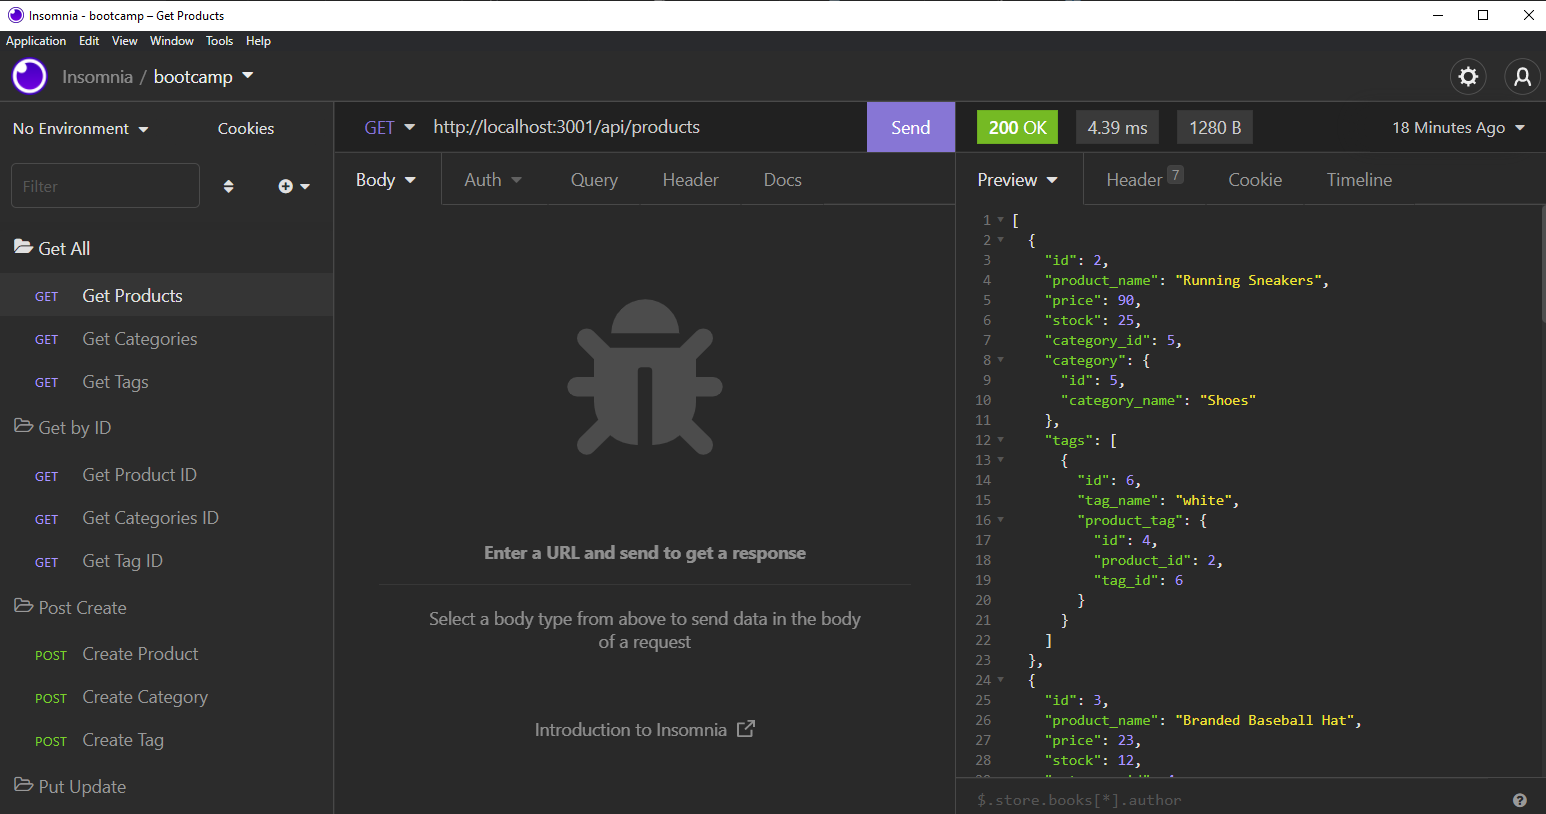 Insomnia - bootcamp – Get Products
Application Edit View Window Tools Help
Insomnia / bootcamp
No Environment Cookies
Filter
Get All
GET Get Products
GET Get Categories
GET Get Tags
Get by ID
GET Get Product ID
GET Get Categories ID
GET Get Tag ID
Post Create
POST Create Product
POST Create Category
POST Create Tag
Put Update
GET http://localhost:3001/api/products Send
Body Auth Query Header Docs
Enter a URL and send to get a response
Select a body type from above to send data in the body
of a request
Introduction to Insomnia
200 OK 4.39 ms 1280 B 18 Minutes Ago
Preview Header 7 Cookie Timeline
1 [
2 {
3 "id": 2,
4 "product_name": "Running Sneakers",
5 "price": 90,
6 "stock": 25,
7 "category_id": 5,
8 "category": {
9 "id": 5,
10 "category_name": "Shoes"
11 },
12 "tags": [
13 {
14 "id": 6,
15 "tag_name": "white",
16 "product_tag": {
17 "id": 4,
18 "product_id": 2,
19 "tag_id": 6
20 }
21 }
22 ]
23 },
24 {
25 "id": 3,
26 "product_name": "Branded Baseball Hat",
27 "price": 23,
28 "stock": 12,
$.store.books[*].author